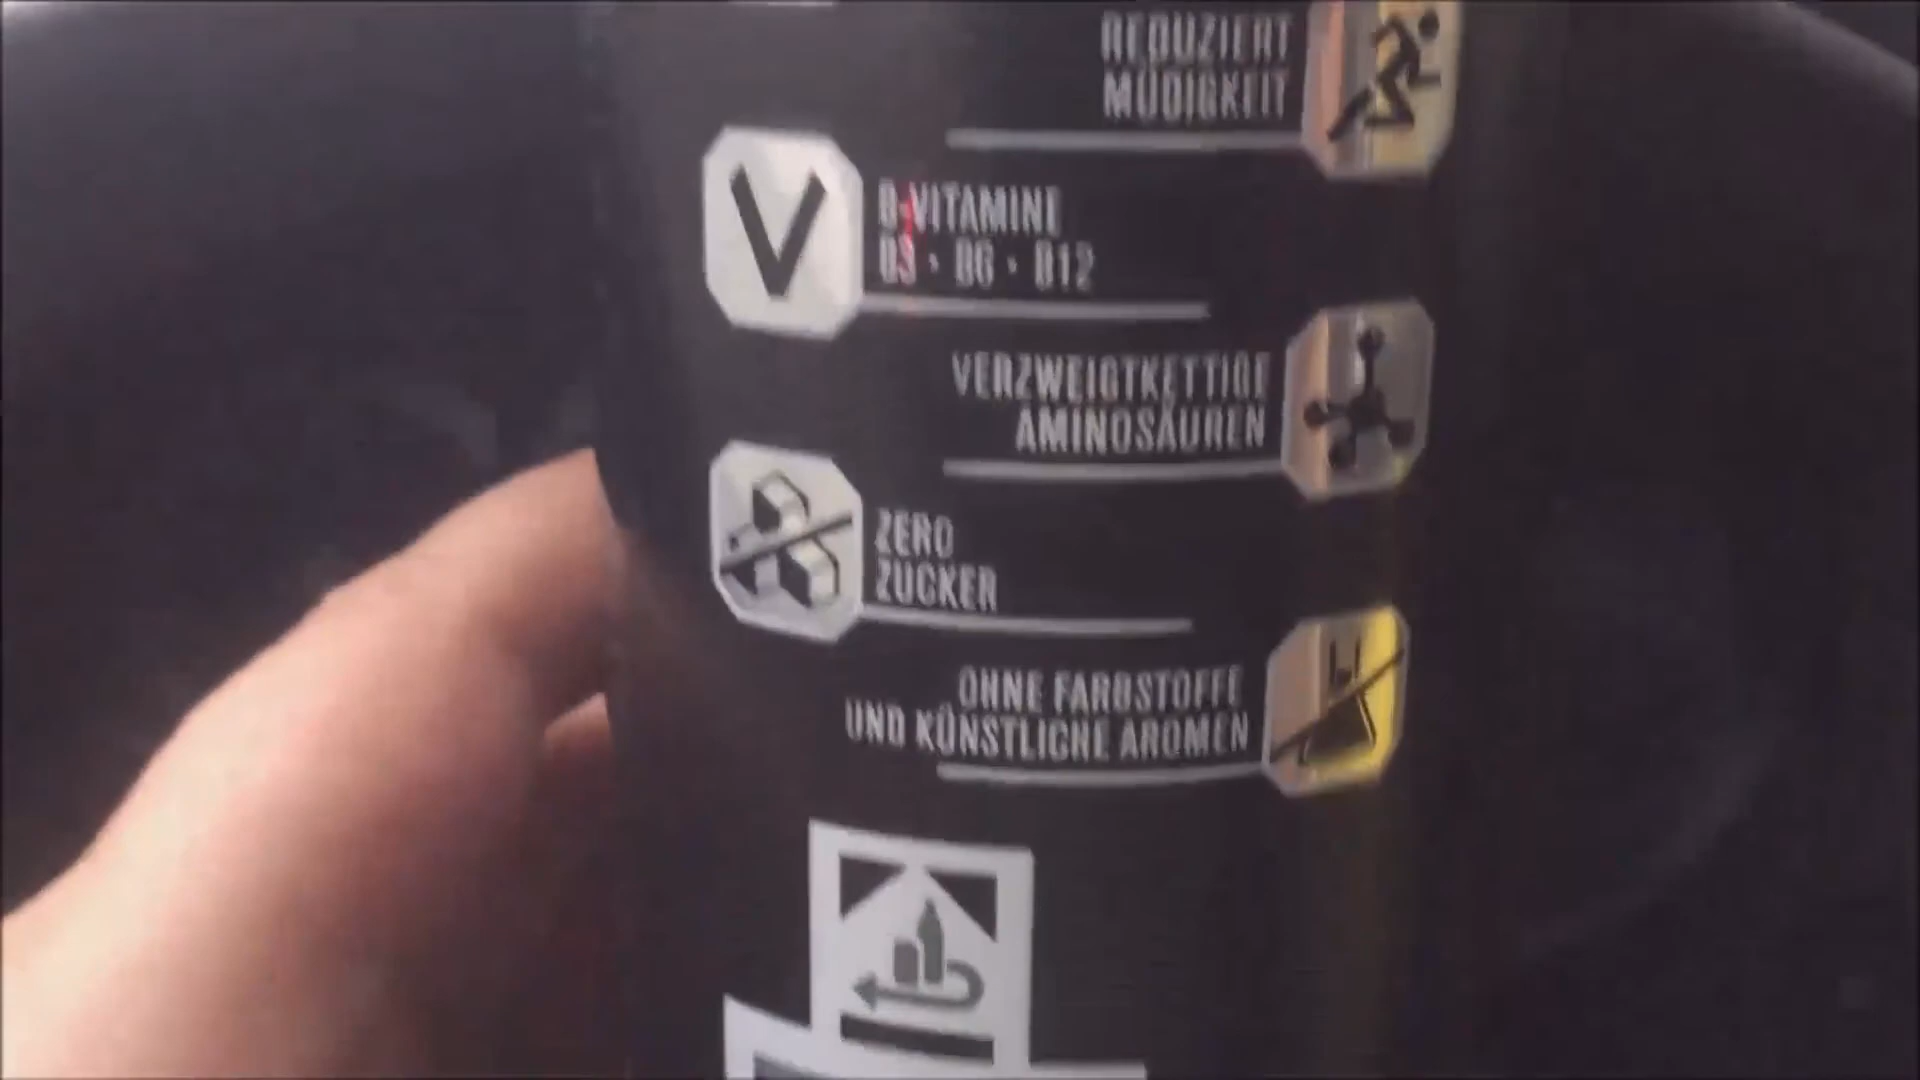 REDUZIERT
MÜDIGKEIT
V
B-VITAMINE
B3 · B6 · B12
VERZWEIGTKETTIGE
AMINOSÄUREN
ZERO
ZUCKER
OHNE FARBSTOFFE
UND KÜNSTLICHE AROMEN